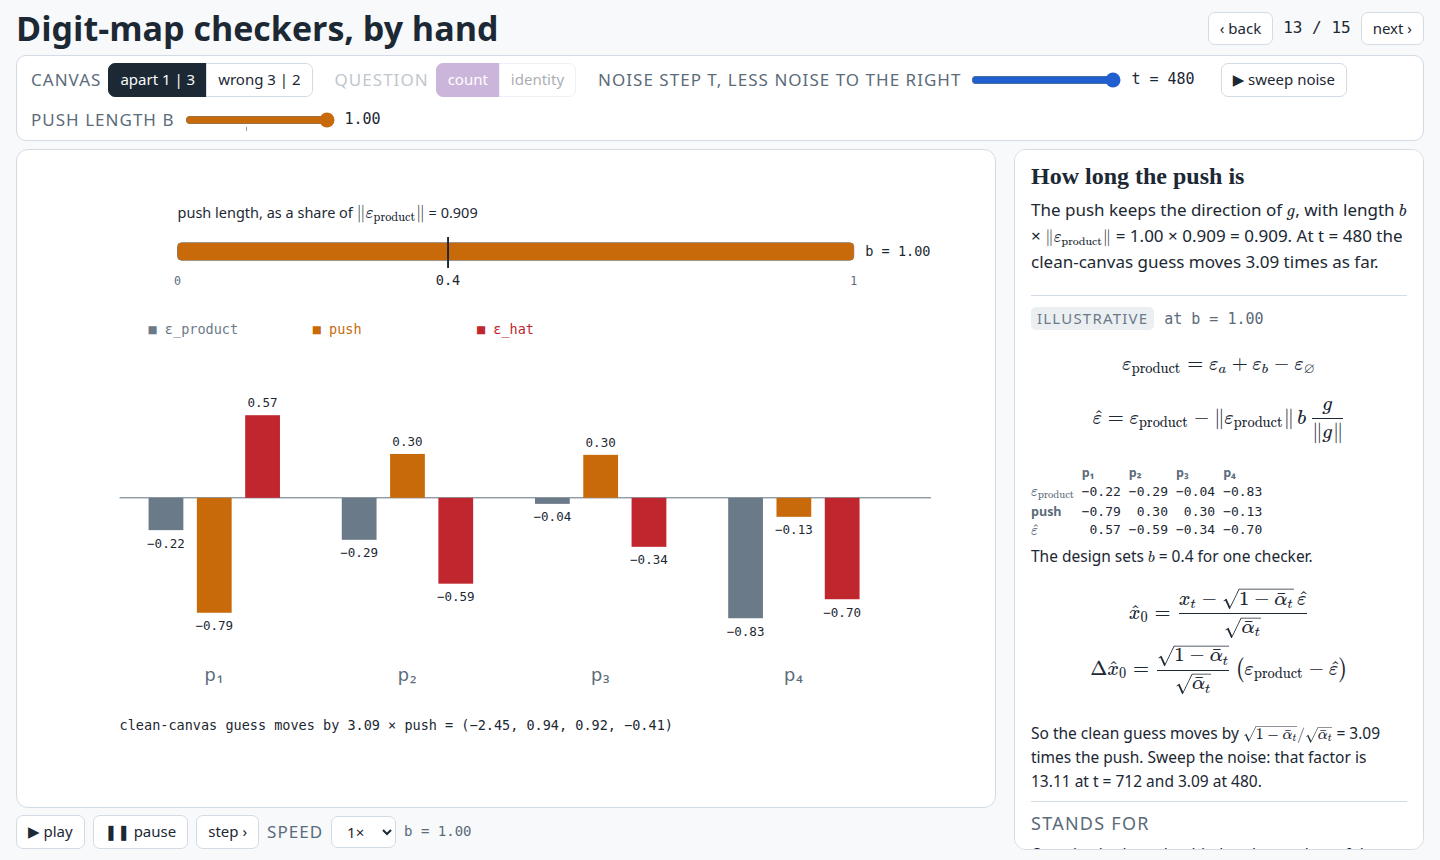 Digit-map checkers, by hand
‹ back 13 / 15 next ›
CANVAS apart 1 | 3 wrong 3 | 2 QUESTION count identity NOISE STEP T, LESS NOISE TO THE RIGHT t = 480 ▶ sweep noise
PUSH LENGTH B 1.00
push length, as a share of ||ε_product|| = 0.909
b = 1.00
0 0.4 1
■ ε_product ■ push ■ ε_hat
0.57
0.30 0.30
−0.04
−0.13
−0.22 −0.29
−0.34
−0.59
−0.70
−0.79 −0.83
p₁ p₂ p₃ p₄
clean-canvas guess moves by 3.09 × push = (−2.45, 0.94, 0.92, −0.41)
▶ play ❚❚ pause step › SPEED 1× b = 1.00
How long the push is
The push keeps the direction of g, with length b
× ||ε_product|| = 1.00 × 0.909 = 0.909. At t = 480 the
clean-canvas guess moves 3.09 times as far.
ILLUSTRATIVE at b = 1.00
ε_product = ε_a + ε_b − ε_∅
ε̂ = ε_product − ||ε_product|| b g / ||g||
p₁ p₂ p₃ p₄
ε_product −0.22 −0.29 −0.04 −0.83
push −0.79 0.30 0.30 −0.13
ε̂ 0.57 −0.59 −0.34 −0.70
The design sets b = 0.4 for one checker.
x̂₀ = (x_t − √(1 − ᾱ_t) ε̂) / √ᾱ_t
Δx̂₀ = √(1 − ᾱ_t) / √ᾱ_t (ε_product − ε̂)
So the clean guess moves by √(1 − ᾱ_t)/√ᾱ_t = 3.09
times the push. Sweep the noise: that factor is
13.11 at t = 712 and 3.09 at 480.
STANDS FOR